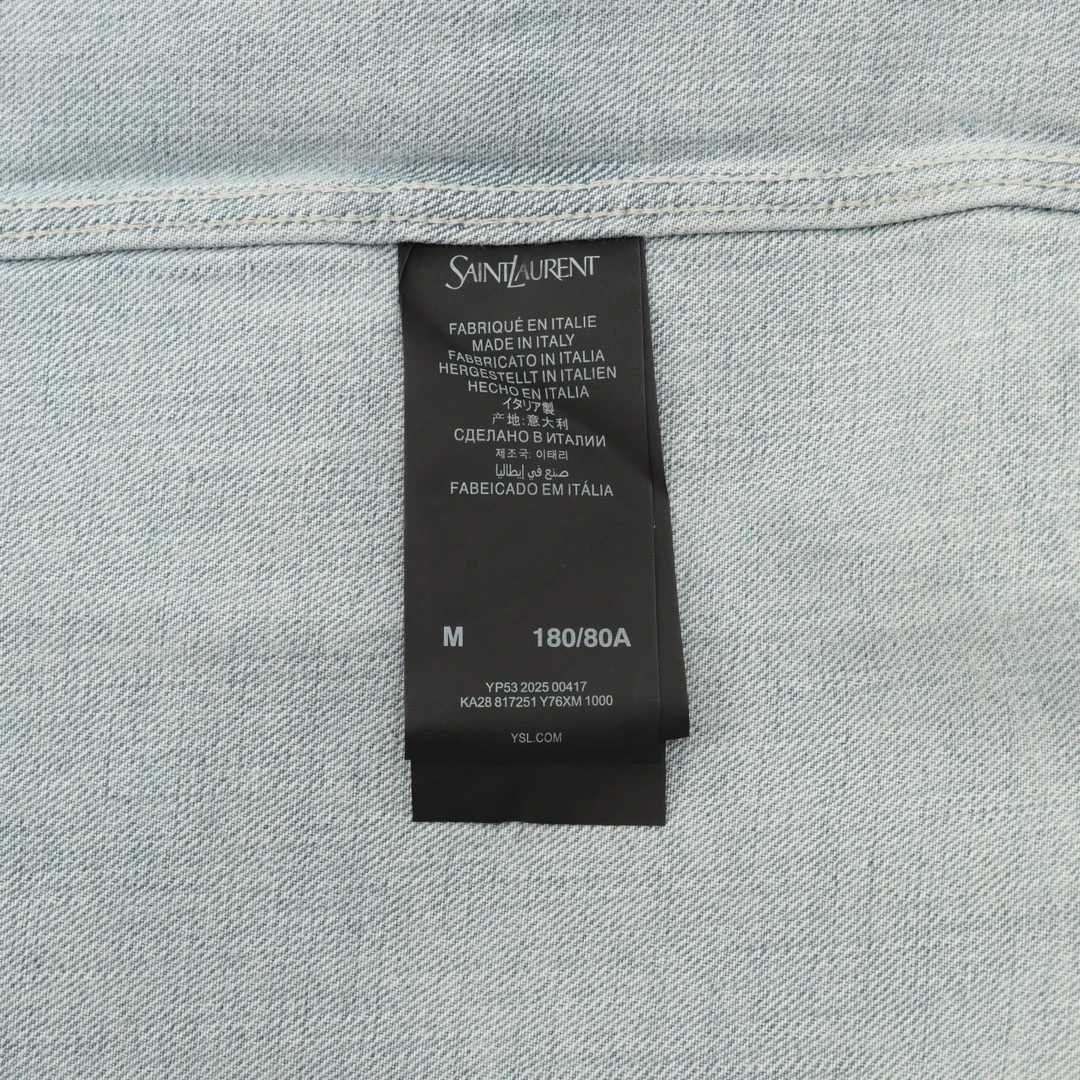 SAINT LAURENT
FABRIQUÉ EN ITALIE
MADE IN ITALY
FABBRICATO IN ITALIA
HERGESTELLT IN ITALIEN
HECHO EN ITALIA
イタリア製
产地:意大利
СДЕЛАНО В ИТАЛИИ
제조국: 이태리
صنع في إيطاليا
FABEICADO EM ITÁLIA
M 180/80A
YP53 2025 00417
KA28 817251 Y76XM 1000
YSL.COM